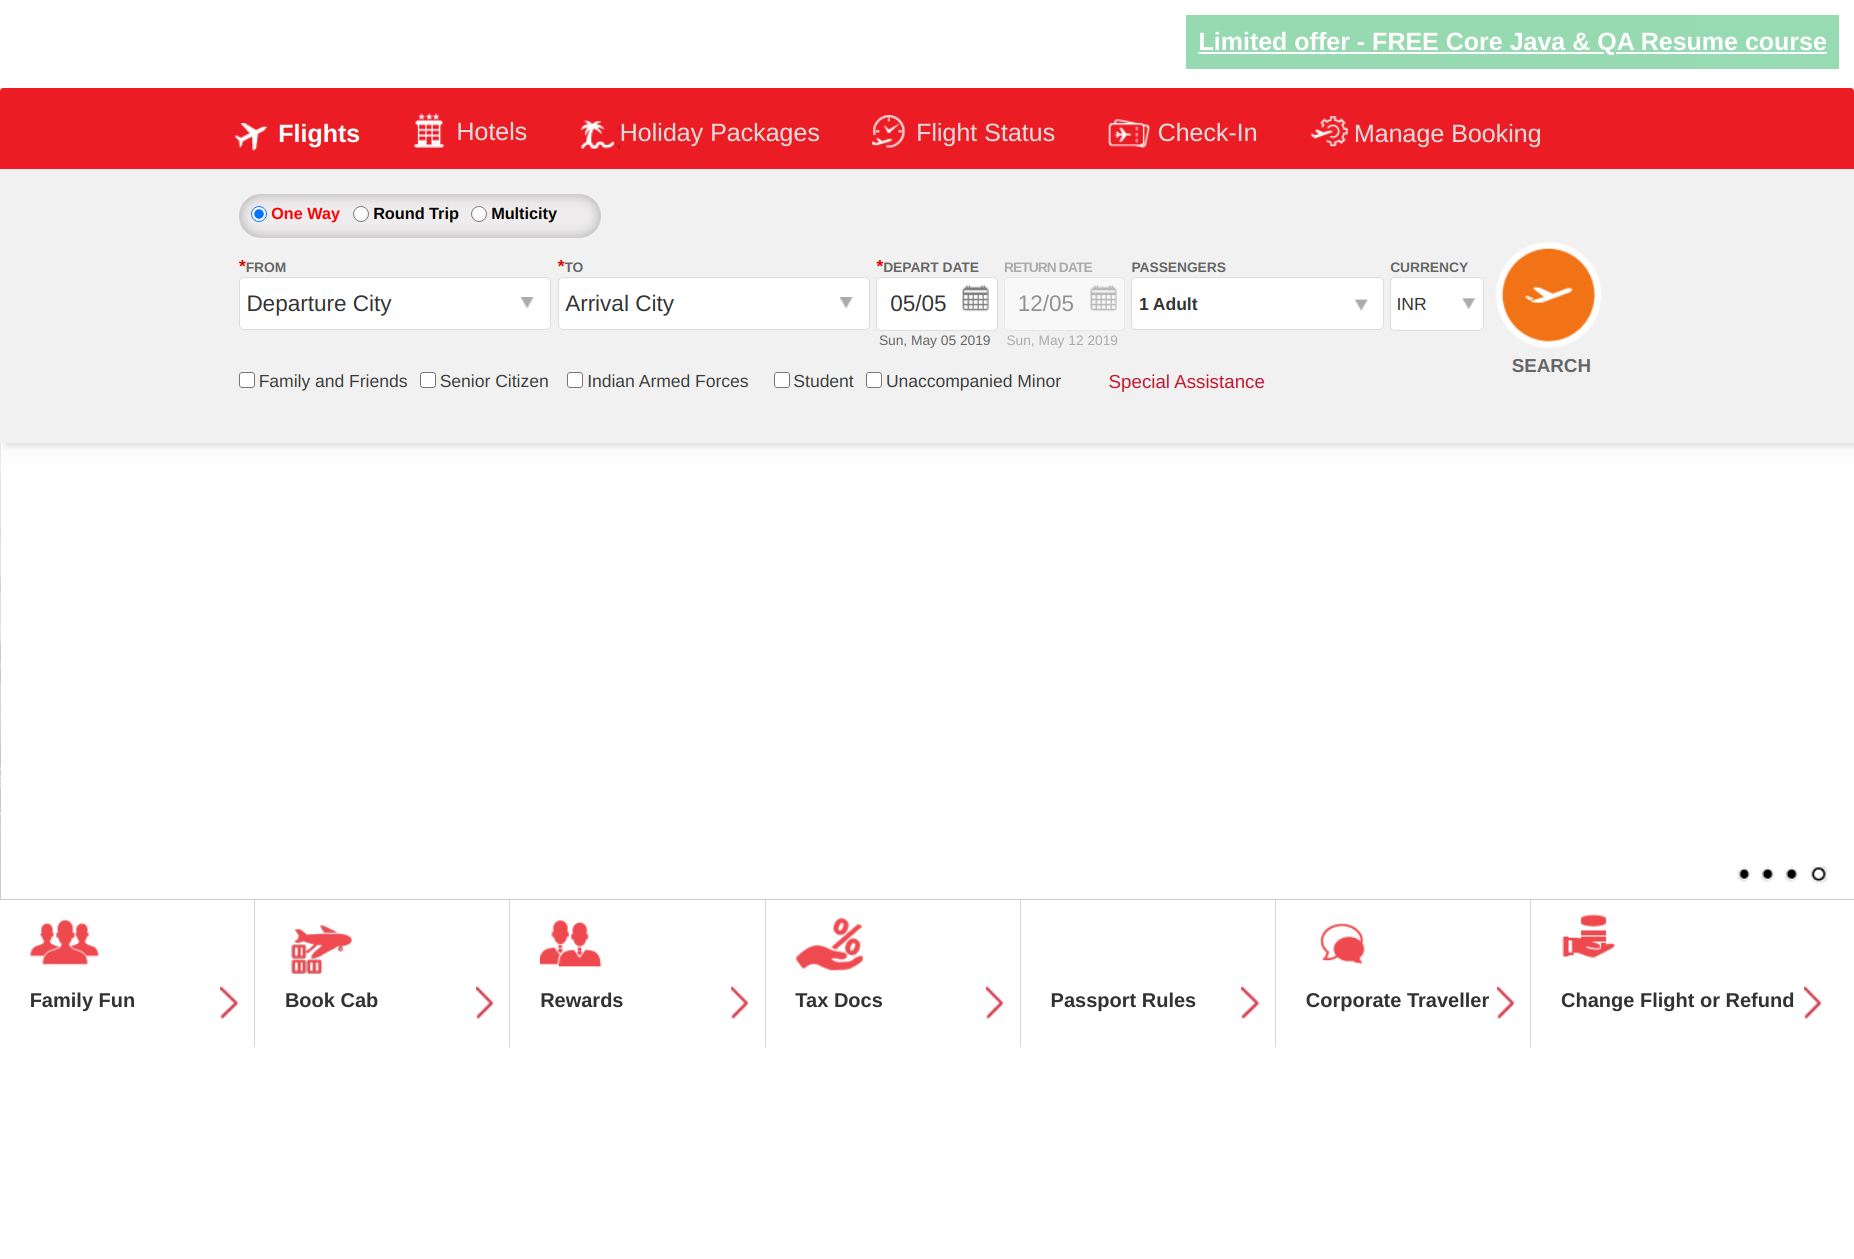 Limited offer - FREE Core Java & QA Resume course
Flights Hotels Holiday Packages Flight Status Check-In Manage Booking
One Way Round Trip Multicity
*FROM *TO *DEPART DATE RETURN DATE PASSENGERS CURRENCY
Departure City Arrival City 05/05 12/05 1 Adult INR
Sun, May 05 2019 Sun, May 12 2019
SEARCH
Family and Friends Senior Citizen Indian Armed Forces Student Unaccompanied Minor Special Assistance
Family Fun Book Cab Rewards Tax Docs Passport Rules Corporate Traveller Change Flight or Refund